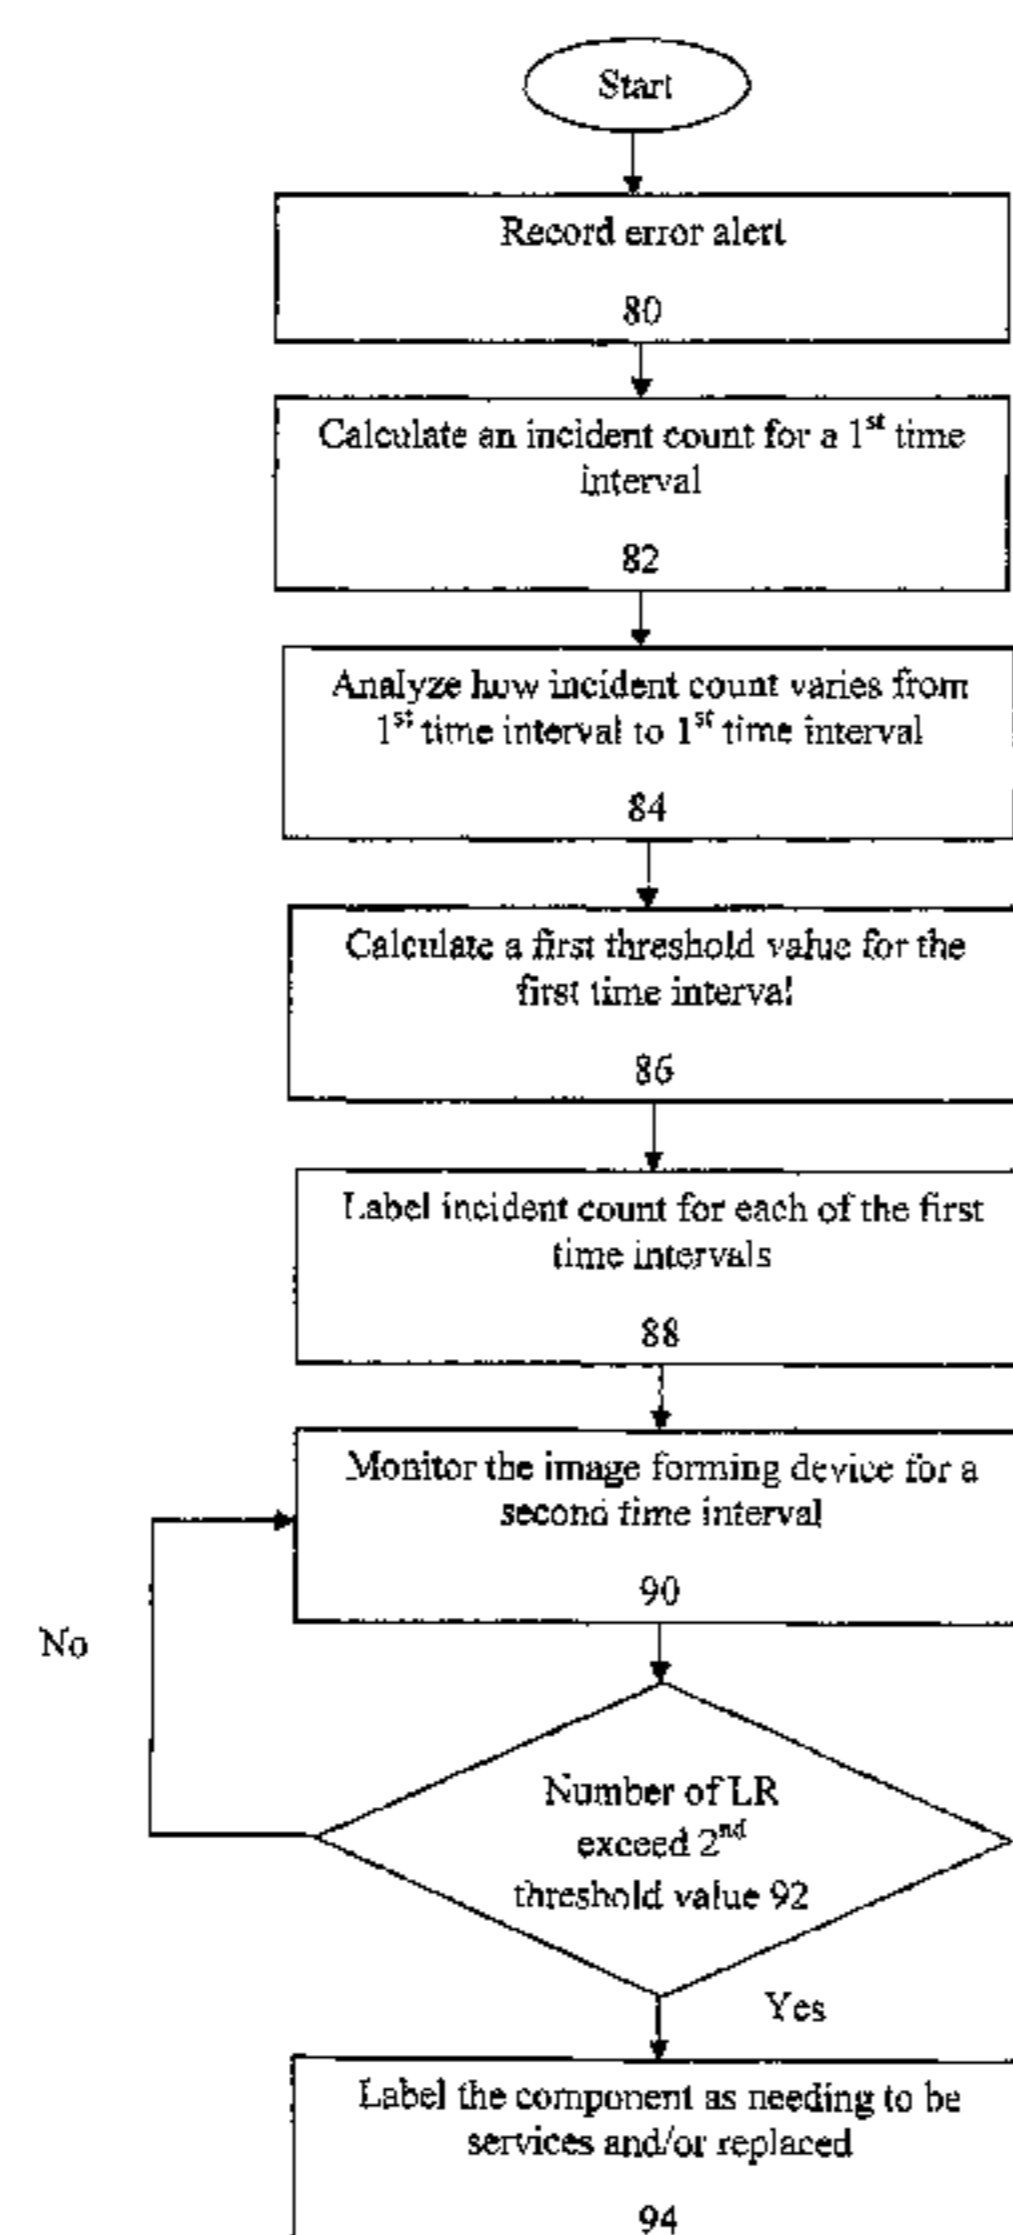 Start
Record error alert
80
Calculate an incident count for a 1st time
interval
82
Analyze how incident count varies from
1st time interval to 1st time interval
84
Calculate a first threshold value for the
first time interval
86
Label incident count for each of the first
time intervals
88
Monitor the image forming device for a
second time interval
90
No
Number of LR
exceed 2nd
threshold value 92
Yes
Label the component as needing to be
services and/or replaced
94